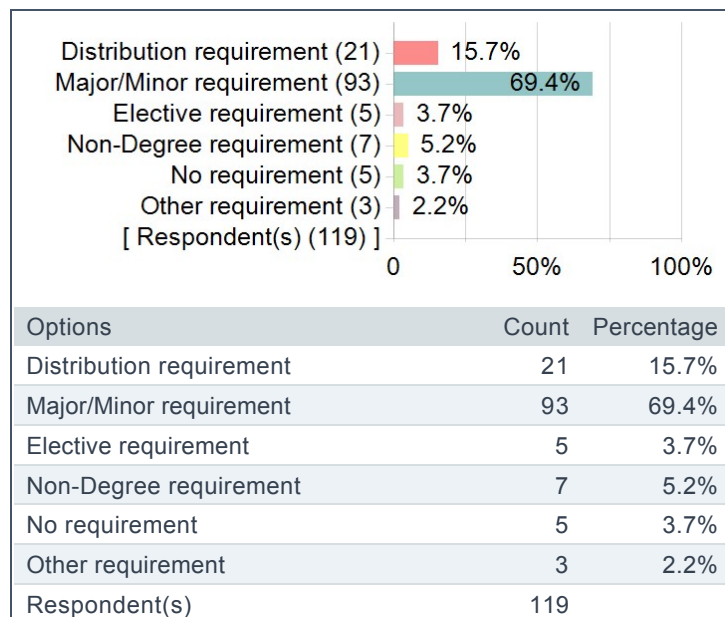 Distribution requirement (21) 15.7%
Major/Minor requirement (93) 69.4%
Elective requirement (5) 3.7%
Non-Degree requirement (7) 5.2%
No requirement (5) 3.7%
Other requirement (3) 2.2%
[ Respondent(s) (119) ]
0 50% 100%
Options Count Percentage
Distribution requirement 21 15.7%
Major/Minor requirement 93 69.4%
Elective requirement 5 3.7%
Non-Degree requirement 7 5.2%
No requirement 5 3.7%
Other requirement 3 2.2%
Respondent(s) 119